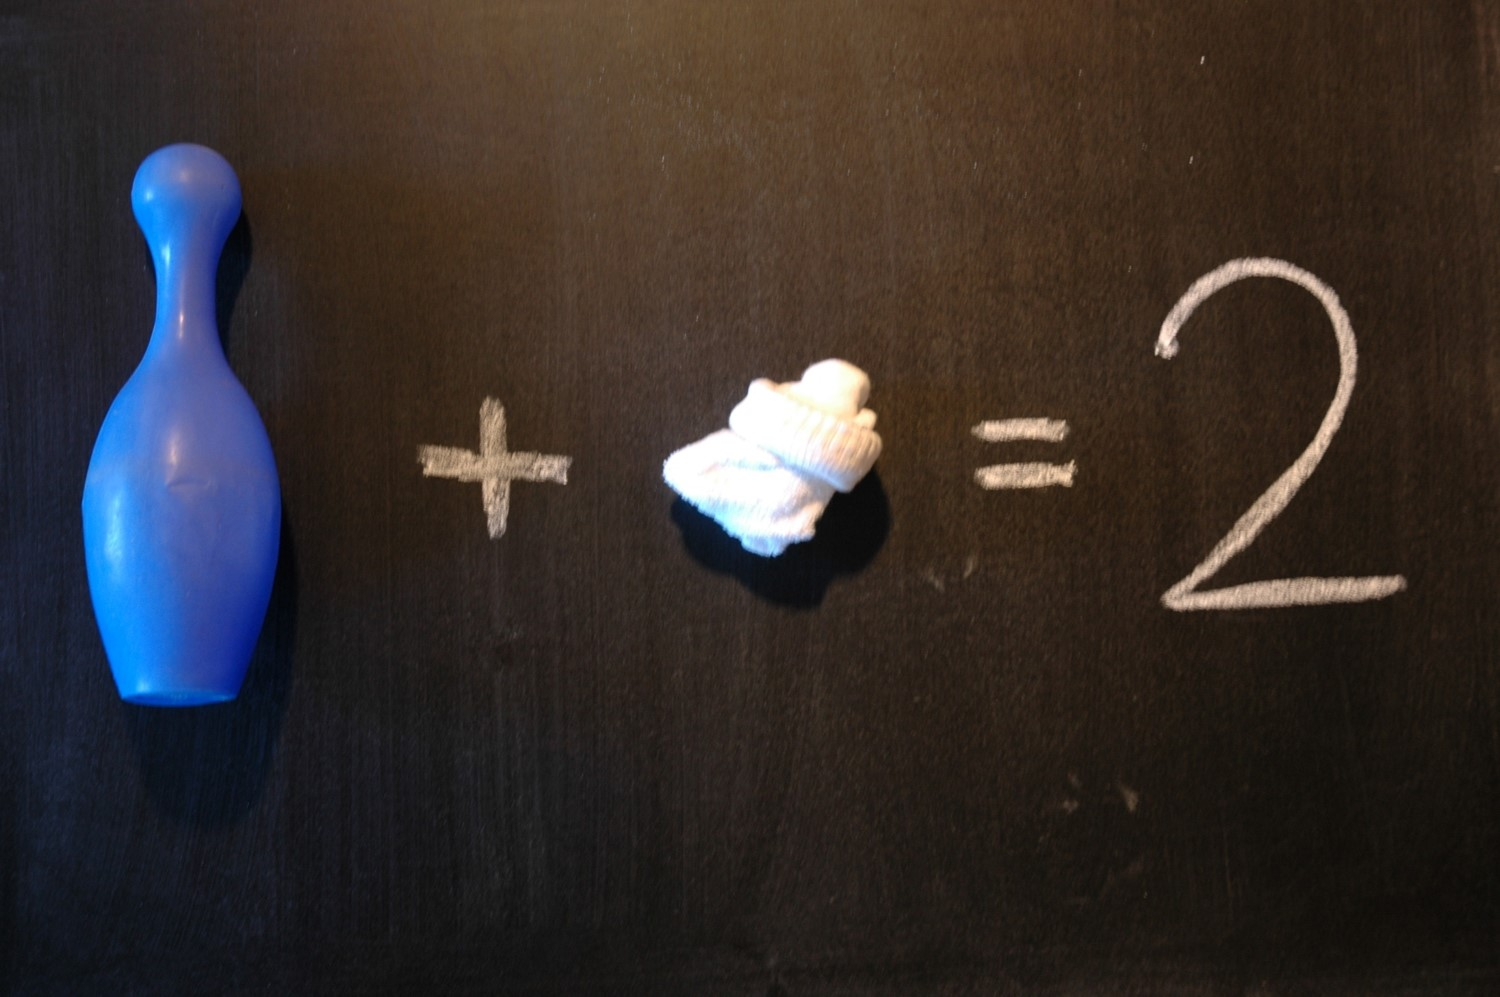 + = 2